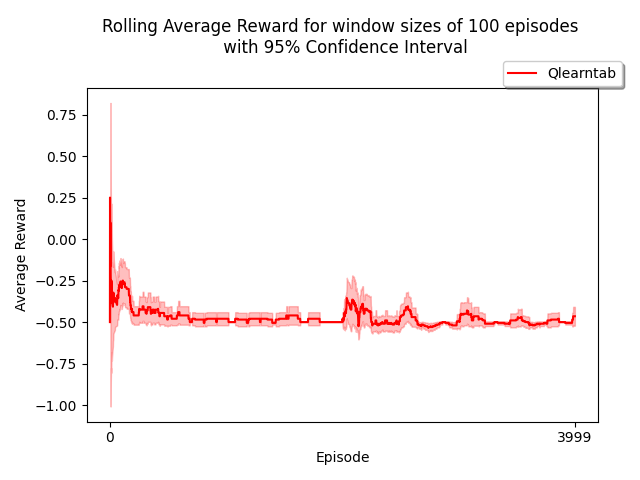 Rolling Average Reward for window sizes of 100 episodes
with 95% Confidence Interval
Qlearntab
Average Reward
0.75
0.50
0.25
0.00
−0.25
−0.50
−0.75
−1.00
0
3999
Episode